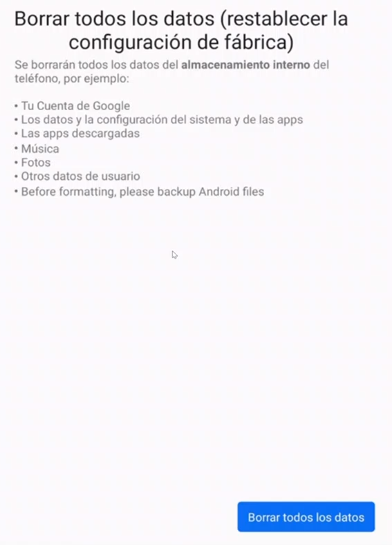 Borrar todos los datos (restablecer la
configuración de fábrica)
Se borrarán todos los datos del almacenamiento interno del
teléfono, por ejemplo:
• Tu Cuenta de Google
• Los datos y la configuración del sistema y de las apps
• Las apps descargadas
• Música
• Fotos
• Otros datos de usuario
• Before formatting, please backup Android files
Borrar todos los datos